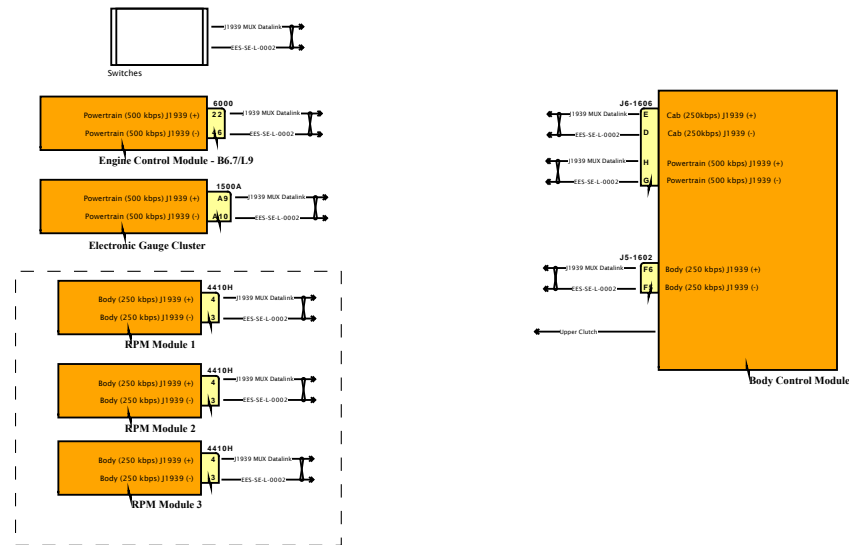 J1939 MUX Datalink
EES-SE-L-0002
Switches
6000
Powertrain (500 kbps) J1939 (+)
22
J1939 MUX Datalink
Powertrain (500 kbps) J1939 (-)
EES-SE-L-0002
Engine Control Module - B6.7/L9
1500A
Powertrain (500 kbps) J1939 (+)
A9
J1939 MUX Datalink
Powertrain (500 kbps) J1939 (-)
A10
EES-SE-L-0002
Electronic Gauge Cluster
4410H
Body (250 kbps) J1939 (+)
4
J1939 MUX Datalink
Body (250 kbps) J1939 (-)
3
EES-SE-L-0002
RPM Module 1
4410H
Body (250 kbps) J1939 (+)
4
J1939 MUX Datalink
Body (250 kbps) J1939 (-)
3
EES-SE-L-0002
RPM Module 2
4410H
Body (250 kbps) J1939 (+)
4
J1939 MUX Datalink
Body (250 kbps) J1939 (-)
3
EES-SE-L-0002
RPM Module 3
J6-1606
J1939 MUX Datalink
E
Cab (250kbps) J1939 (+)
EES-SE-L-0002
D
Cab (250kbps) J1939 (-)
J1939 MUX Datalink
H
Powertrain (500 kbps) J1939 (+)
EES-SE-L-0002
G
Powertrain (500 kbps) J1939 (-)
J5-1602
J1939 MUX Datalink
F6
Body (250 kbps) J1939 (+)
EES-SE-L-0002
Body (250 kbps) J1939 (-)
Upper Clutch
Body Control Module